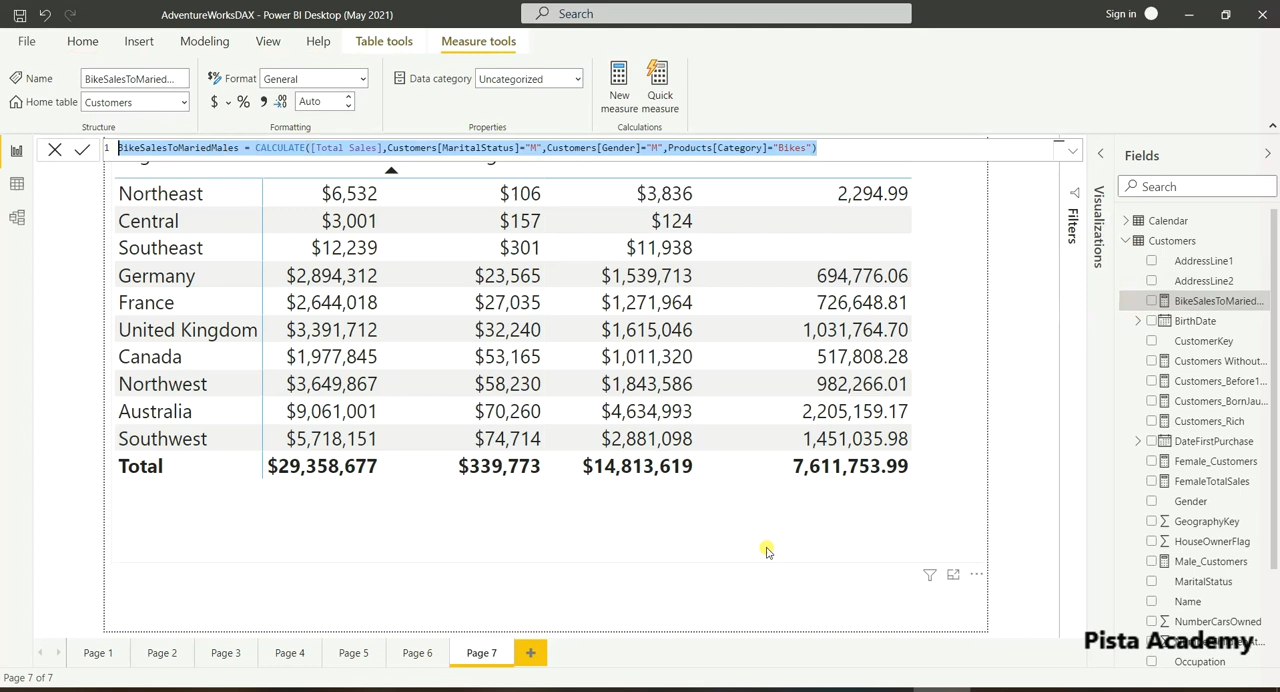 AdventureWorksDAX - Power BI Desktop (May 2021)
Search
Sign in
File Home Insert Modeling View Help Table tools Measure tools
Name BikeSalesToMaried...
Home table Customers
Structure
Format General
$ % 9 Auto
Formatting
Data category Uncategorized
Properties
New measure
Quick measure
Calculations
1 BikeSalesToMariedMales = CALCULATE([Total Sales],Customers[MaritalStatus]="M",Customers[Gender]="M",Products[Category]="Bikes")
Northeast $6,532 $106 $3,836 2,294.99
Central $3,001 $157 $124
Southeast $12,239 $301 $11,938
Germany $2,894,312 $23,565 $1,539,713 694,776.06
France $2,644,018 $27,035 $1,271,964 726,648.81
United Kingdom $3,391,712 $32,240 $1,615,046 1,031,764.70
Canada $1,977,845 $53,165 $1,011,320 517,808.28
Northwest $3,649,867 $58,230 $1,843,586 982,266.01
Australia $9,061,001 $70,260 $4,634,993 2,205,159.17
Southwest $5,718,151 $74,714 $2,881,098 1,451,035.98
Total $29,358,677 $339,773 $14,813,619 7,611,753.99
Filters
Visualizations
Fields
Search
Calendar
Customers
AddressLine1
AddressLine2
BikeSalesToMaried...
BirthDate
CustomerKey
Customers Without...
Customers_Before1...
Customers_BornJau...
Customers_Rich
DateFirstPurchase
Female_Customers
FemaleTotalSales
Gender
GeographyKey
HouseOwnerFlag
Male_Customers
MaritalStatus
Name
NumberCarsOwned
Pista Academy
Occupation
Page 1 Page 2 Page 3 Page 4 Page 5 Page 6 Page 7
Page 7 of 7